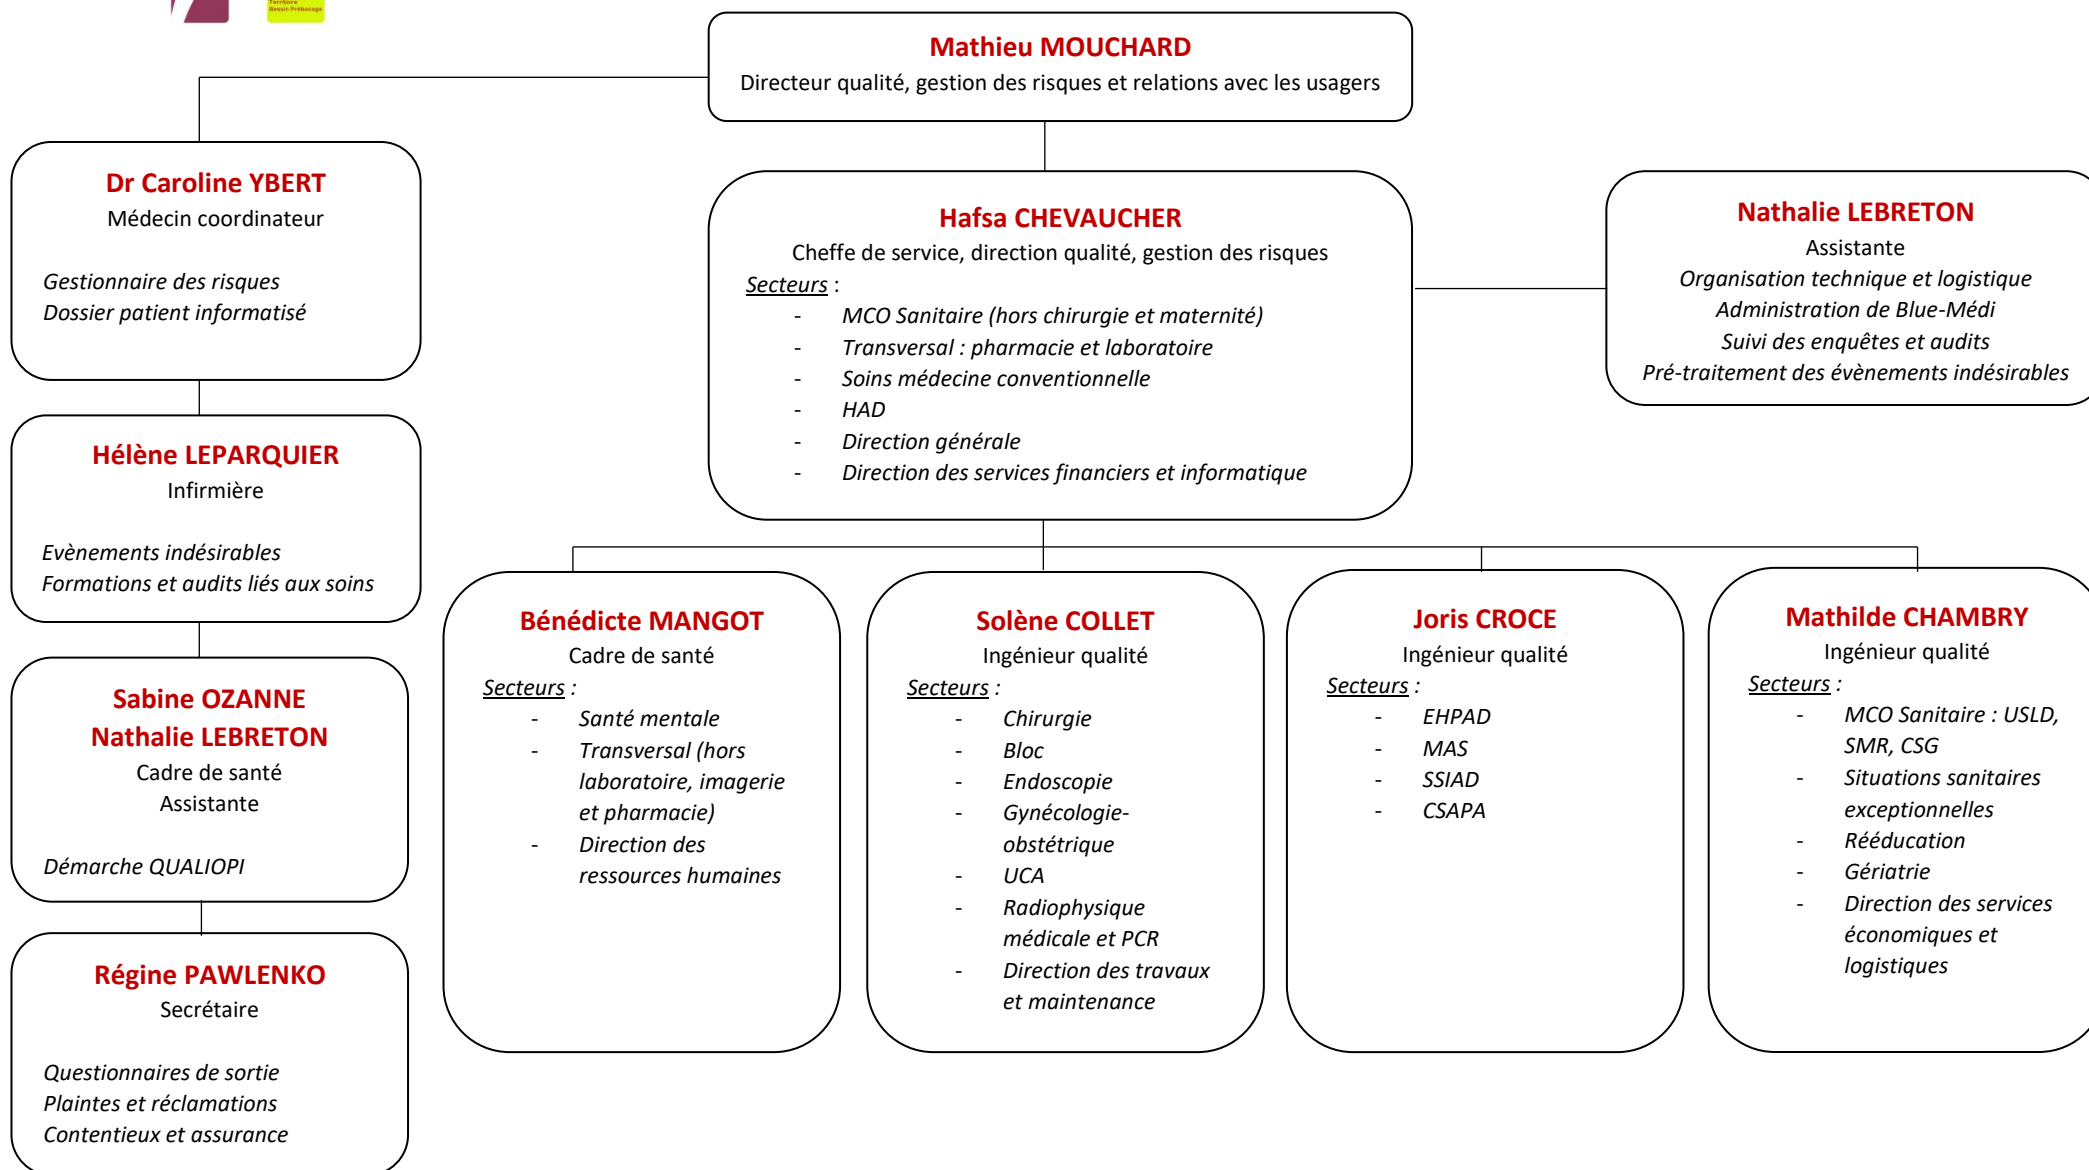 Territoire
Bessin Prébocage
Mathieu MOUCHARD
Directeur qualité, gestion des risques et relations avec les usagers
Dr Caroline YBERT
Médecin coordinateur
Gestionnaire des risques
Dossier patient informatisé
Hafsa CHEVAUCHER
Cheffe de service, direction qualité, gestion des risques
Secteurs :
- MCO Sanitaire (hors chirurgie et maternité)
- Transversal : pharmacie et laboratoire
- Soins médecine conventionnelle
- HAD
- Direction générale
- Direction des services financiers et informatique
Nathalie LEBRETON
Assistante
Organisation technique et logistique
Administration de Blue-Médi
Suivi des enquêtes et audits
Pré-traitement des évènements indésirables
Hélène LEPARQUIER
Infirmière
Evènements indésirables
Formations et audits liés aux soins
Sabine OZANNE
Nathalie LEBRETON
Cadre de santé
Assistante
Démarche QUALIOPI
Régine PAWLENKO
Secrétaire
Questionnaires de sortie
Plaintes et réclamations
Contentieux et assurance
Bénédicte MANGOT
Cadre de santé
Secteurs :
- Santé mentale
- Transversal (hors
laboratoire, imagerie
et pharmacie)
- Direction des
ressources humaines
Solène COLLET
Ingénieur qualité
Secteurs :
- Chirurgie
- Bloc
- Endoscopie
- Gynécologie-
obstétrique
- UCA
- Radiophysique
médicale et PCR
- Direction des travaux
et maintenance
Joris CROCE
Ingénieur qualité
Secteurs :
- EHPAD
- MAS
- SSIAD
- CSAPA
Mathilde CHAMBRY
Ingénieur qualité
Secteurs :
- MCO Sanitaire : USLD,
SMR, CSG
- Situations sanitaires
exceptionnelles
- Rééducation
- Gériatrie
- Direction des services
économiques et
logistiques